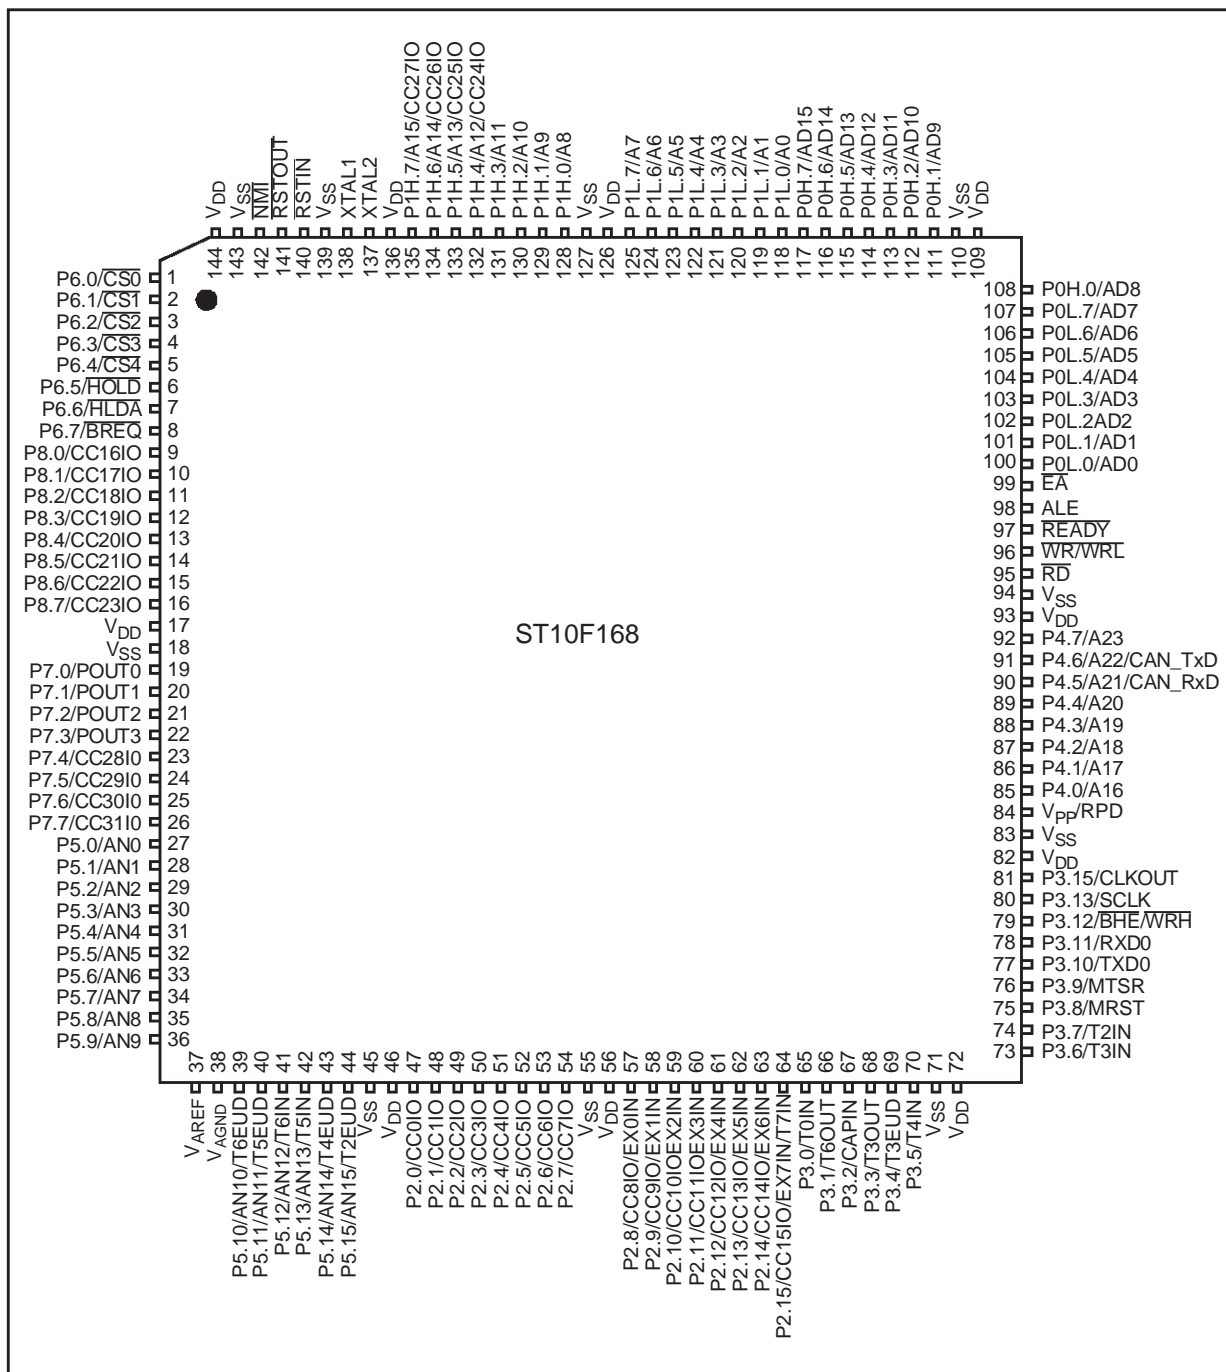 V_DD
V_SS
NMI
RSTOUT
RSTIN
V_SS
XTAL1
XTAL2
V_DD
P1H.7/A15/CC27IO
P1H.6/A14/CC26IO
P1H.5/A13/CC25IO
P1H.4/A12/CC24IO
P1H.3/A11
P1H.2/A10
P1H.1/A9
P1H.0/A8
V_SS
V_DD
P1L.7/A7
P1L.6/A6
P1L.5/A5
P1L.4/A4
P1L.3/A3
P1L.2/A2
P1L.1/A1
P1L.0/A0
P0H.7/AD15
P0H.6/AD14
P0H.5/AD13
P0H.4/AD12
P0H.3/AD11
P0H.2/AD10
P0H.1/AD9
V_SS
V_DD
144
143
142
141
140
139
138
137
136
135
134
133
132
131
130
129
128
127
126
125
124
123
122
121
120
119
118
117
116
115
114
113
112
111
110
109
P6.0/CS0 1
P6.1/CS1 2
P6.2/CS2 3
P6.3/CS3 4
P6.4/CS4 5
P6.5/HOLD 6
P6.6/HLDA 7
P6.7/BREQ 8
P8.0/CC16IO 9
P8.1/CC17IO 10
P8.2/CC18IO 11
P8.3/CC19IO 12
P8.4/CC20IO 13
P8.5/CC21IO 14
P8.6/CC22IO 15
P8.7/CC23IO 16
V_DD 17
V_SS 18
P7.0/POUT0 19
P7.1/POUT1 20
P7.2/POUT2 21
P7.3/POUT3 22
P7.4/CC28I0 23
P7.5/CC29I0 24
P7.6/CC30I0 25
P7.7/CC31I0 26
P5.0/AN0 27
P5.1/AN1 28
P5.2/AN2 29
P5.3/AN3 30
P5.4/AN4 31
P5.5/AN5 32
P5.6/AN6 33
P5.7/AN7 34
P5.8/AN8 35
P5.9/AN9 36
ST10F168
108 P0H.0/AD8
107 P0L.7/AD7
106 P0L.6/AD6
105 P0L.5/AD5
104 P0L.4/AD4
103 P0L.3/AD3
102 P0L.2AD2
101 P0L.1/AD1
100 P0L.0/AD0
99 EA
98 ALE
97 READY
96 WR/WRL
95 RD
94 V_SS
93 V_DD
92 P4.7/A23
91 P4.6/A22/CAN_TxD
90 P4.5/A21/CAN_RxD
89 P4.4/A20
88 P4.3/A19
87 P4.2/A18
86 P4.1/A17
85 P4.0/A16
84 V_PP/RPD
83 V_SS
82 V_DD
81 P3.15/CLKOUT
80 P3.13/SCLK
79 P3.12/BHE/WRH
78 P3.11/RXD0
77 P3.10/TXD0
76 P3.9/MTSR
75 P3.8/MRST
74 P3.7/T2IN
73 P3.6/T3IN
37
38
39
40
41
42
43
44
45
46
47
48
49
50
51
52
53
54
55
56
57
58
59
60
61
62
63
64
65
66
67
68
69
70
71
72
V_AREF
V_AGND
P5.10/AN10/T6EUD
P5.11/AN11/T5EUD
P5.12/AN12/T6IN
P5.13/AN13/T5IN
P5.14/AN14/T4EUD
P5.15/AN15/T2EUD
V_SS
V_DD
P2.0/CC0IO
P2.1/CC1IO
P2.2/CC2IO
P2.3/CC3IO
P2.4/CC4IO
P2.5/CC5IO
P2.6/CC6IO
P2.7/CC7IO
V_SS
V_DD
P2.8/CC8IO/EX0IN
P2.9/CC9IO/EX1IN
P2.10/CC10IOEX2IN
P2.11/CC11IOEX3IN
P2.12/CC12IO/EX4IN
P2.13/CC13IO/EX5IN
P2.14/CC14IO/EX6IN
P2.15/CC15IO/EX7IN/T7IN
P3.0/T0IN
P3.1/T6OUT
P3.2/CAPIN
P3.3/T3OUT
P3.4/T3EUD
P3.5/T4IN
V_SS
V_DD